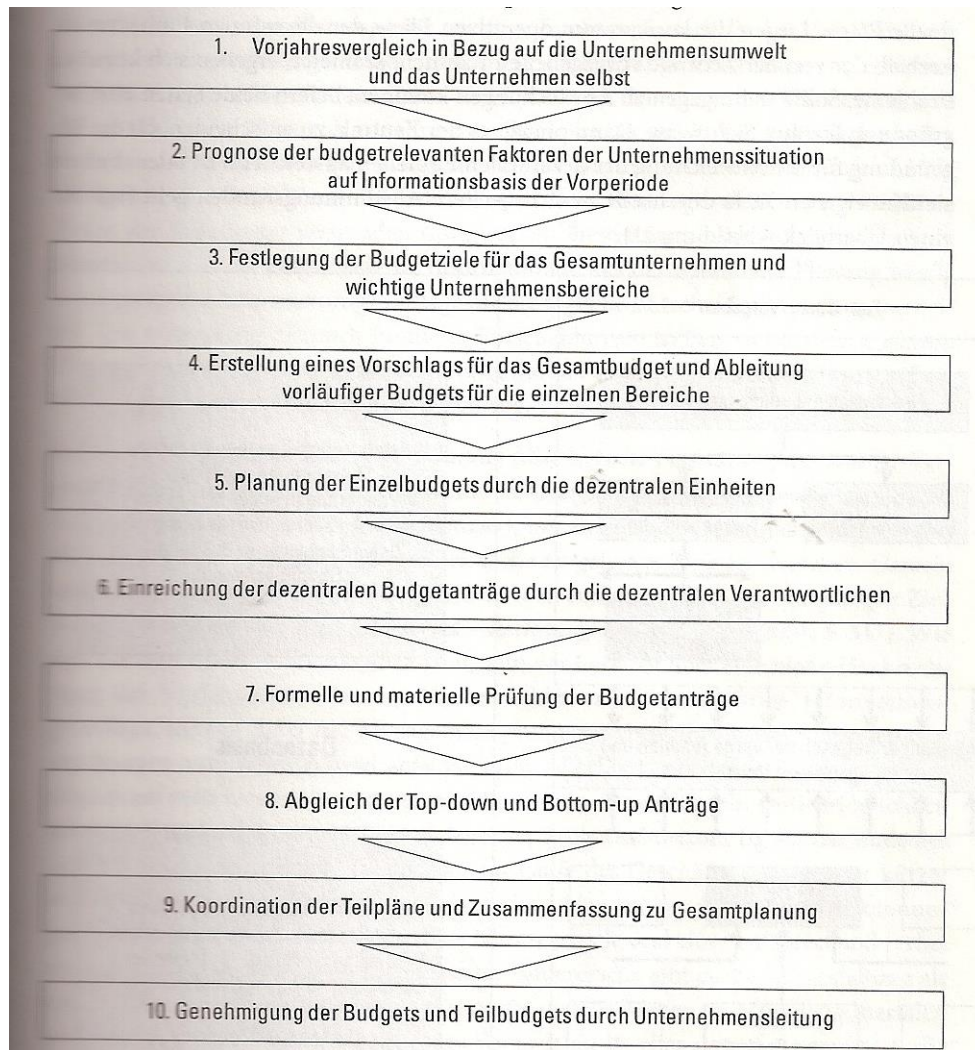 1. Vorjahresvergleich in Bezug auf die Unternehmensumwelt
und das Unternehmen selbst
2. Prognose der budgetrelevanten Faktoren der Unternehmenssituation
auf Informationsbasis der Vorperiode
3. Festlegung der Budgetziele für das Gesamtunternehmen und
wichtige Unternehmensbereiche
4. Erstellung eines Vorschlags für das Gesamtbudget und Ableitung
vorläufiger Budgets für die einzelnen Bereiche
5. Planung der Einzelbudgets durch die dezentralen Einheiten
6. Einreichung der dezentralen Budgetanträge durch die dezentralen Verantwortlichen
7. Formelle und materielle Prüfung der Budgetanträge
8. Abgleich der Top-down und Bottom-up Anträge
9. Koordination der Teilpläne und Zusammenfassung zu Gesamtplanung
10. Genehmigung der Budgets und Teilbudgets durch Unternehmensleitung